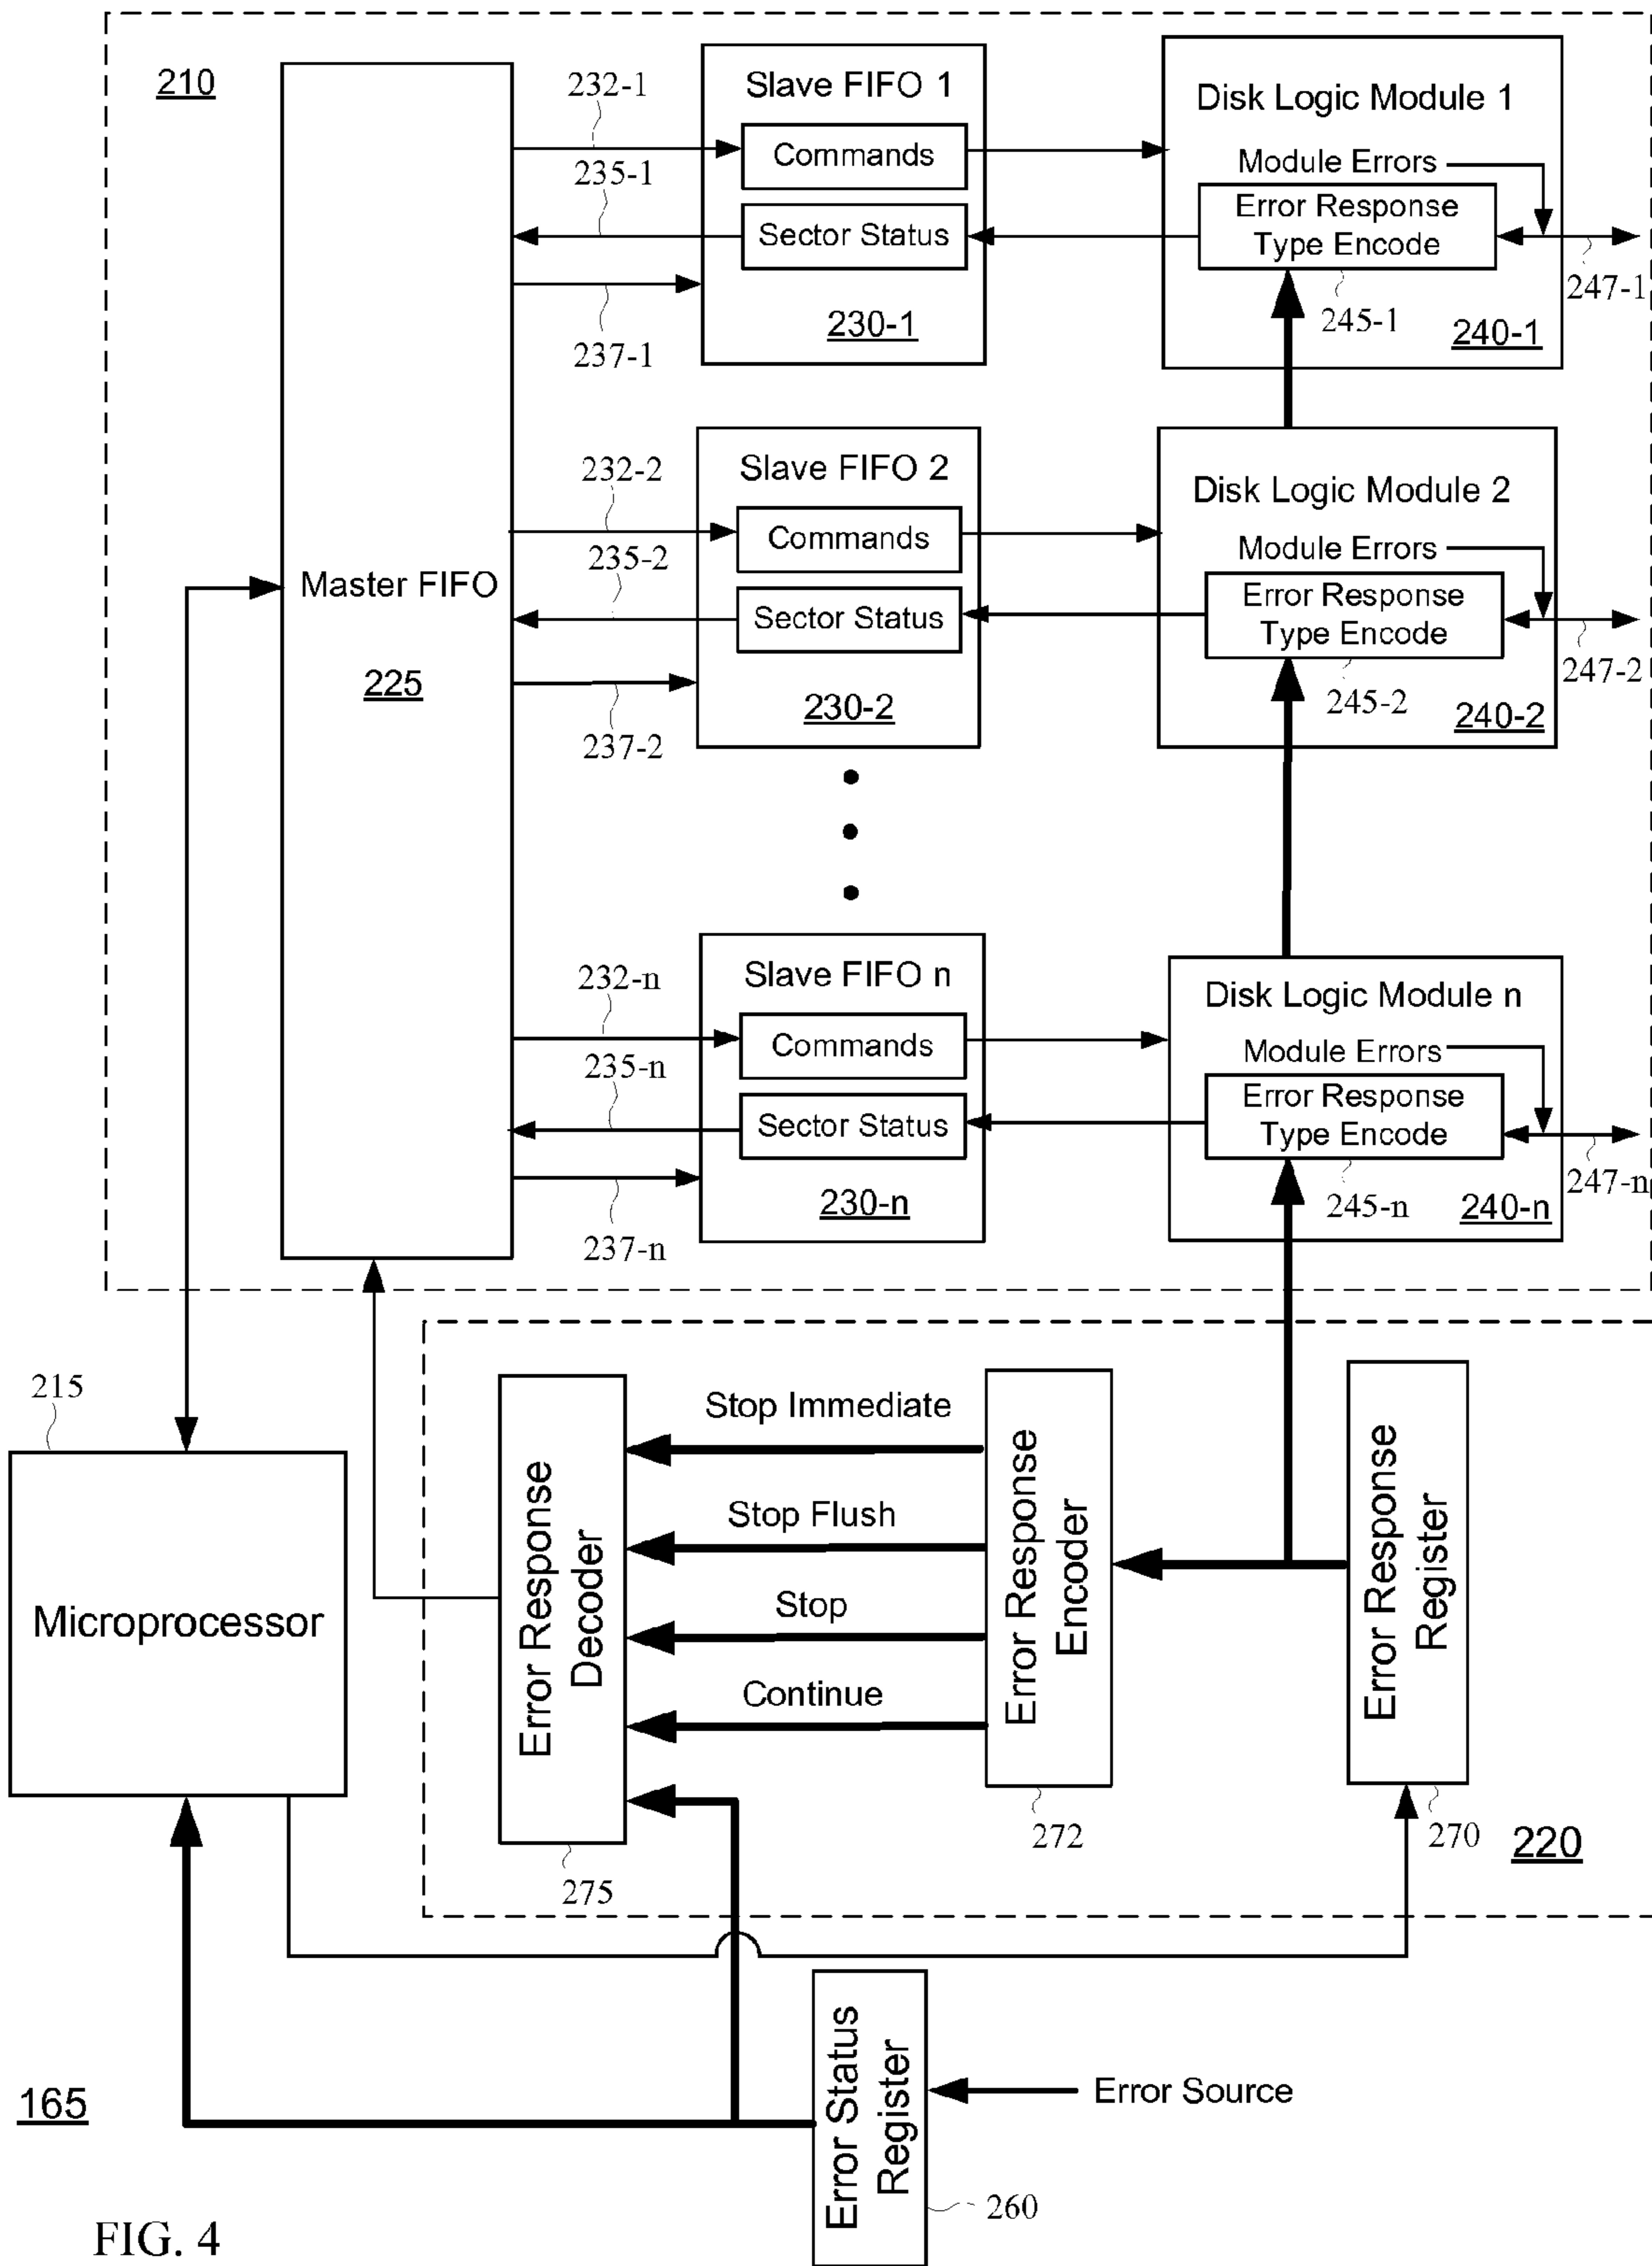 210
232-1
235-1
237-1
Slave FIFO 1
Commands
Sector Status
230-1
Disk Logic Module 1
Module Errors
Error Response
Type Encode
245-1
240-1
247-1
Master FIFO
225
232-2
235-2
237-2
Slave FIFO 2
Commands
Sector Status
230-2
Disk Logic Module 2
Module Errors
Error Response
Type Encode
245-2
240-2
247-2
232-n
235-n
237-n
Slave FIFO n
Commands
Sector Status
230-n
Disk Logic Module n
Module Errors
Error Response
Type Encode
245-n
240-n
247-n
215
Microprocessor
Error Response
Decoder
275
Stop Immediate
Stop Flush
Stop
Continue
Error Response
Encoder
272
Error Response
Register
270
220
Error Status
Register
260
Error Source
165
FIG. 4